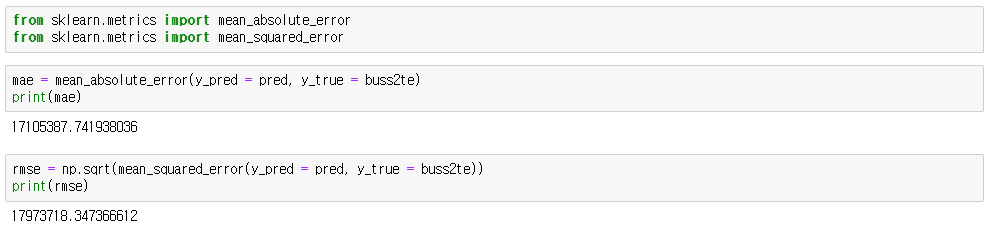 from sklearn.metrics import mean_absolute_error
from sklearn.metrics import mean_squared_error
mae = mean_absolute_error(y_pred = pred, y_true = buss2te)
print(mae)
17105387.741938036
rmse = np.sqrt(mean_squared_error(y_pred = pred, y_true = buss2te))
print(rmse)
17973718.347366612